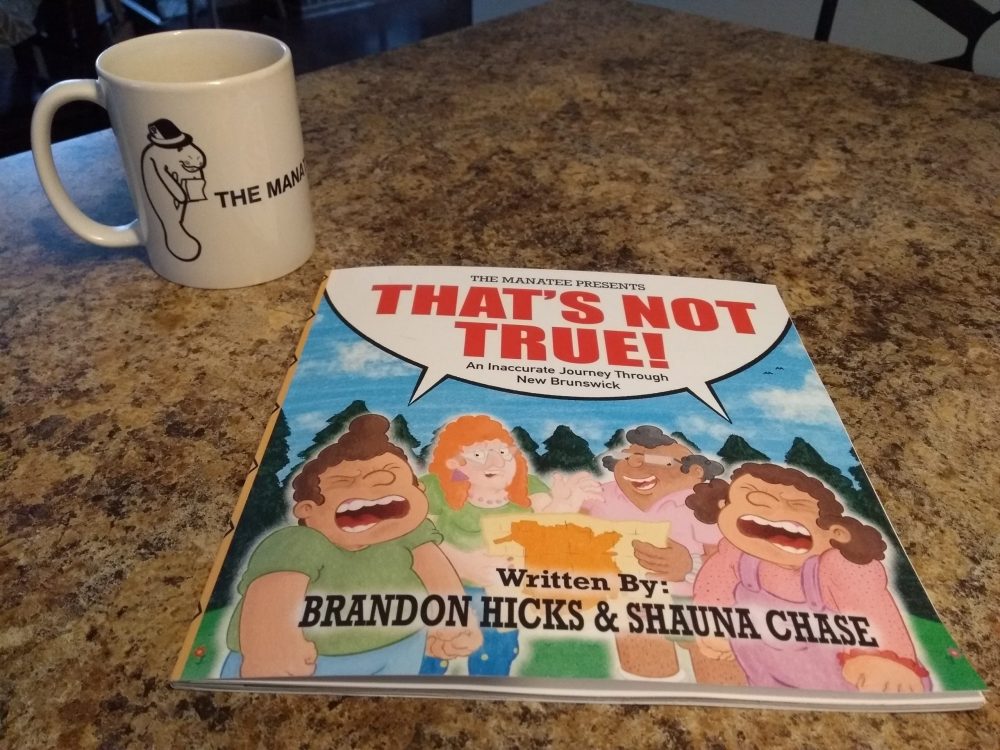 THE MANA
THE MANATEE PRESENTS
THAT'S NOT
TRUE!
An Inaccurate Journey Through
New Brunswick
Written By:
BRANDON HICKS & SHAUNA CHASE